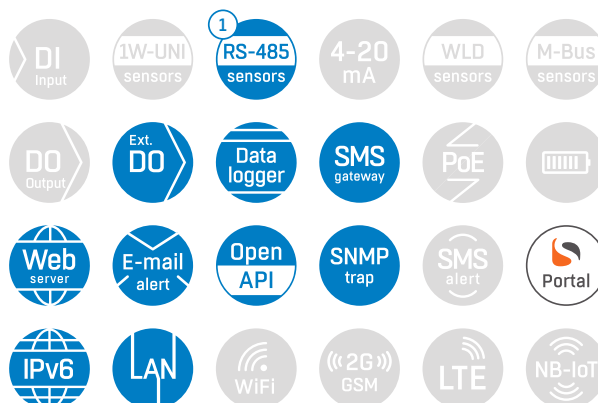 1
DI
Input
1W-UNI
sensors
RS-485
sensors
4-20
mA
WLD
sensors
M-Bus
sensors
DO
Output
Ext.
DO
Data
logger
SMS
gateway
PoE
Web
server
E-mail
alert
Open
API
SNMP
trap
SMS
alert
Portal
IPv6
LAN
WiFi
2G
GSM
LTE
NB-IoT